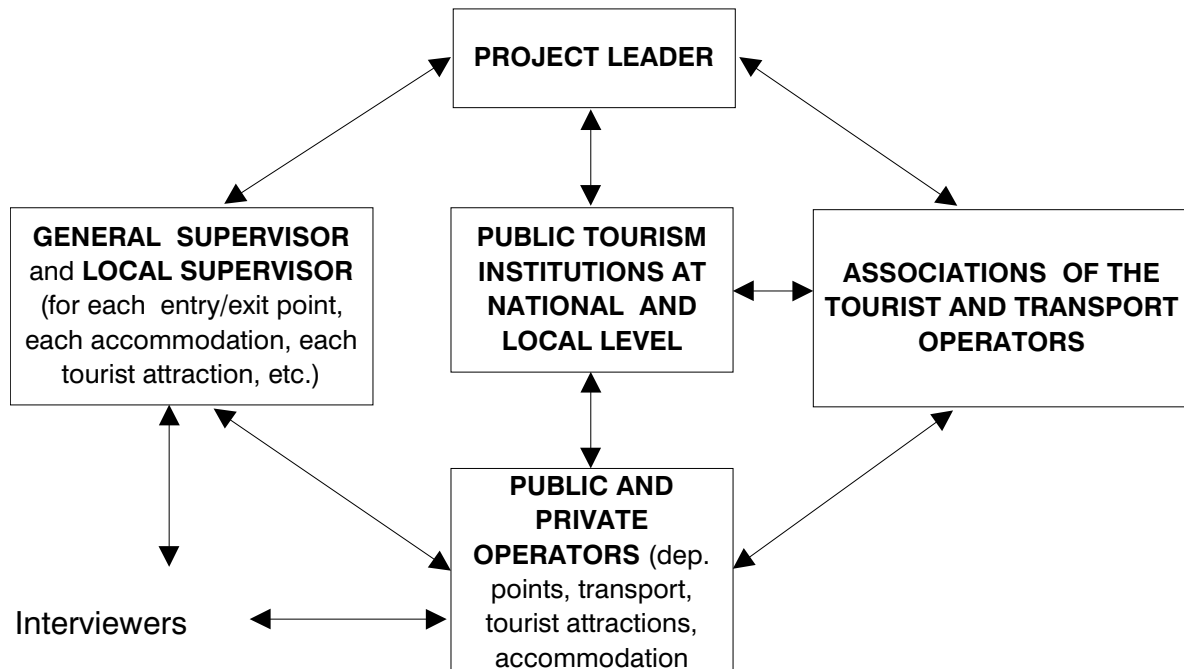 PROJECT LEADER
GENERAL SUPERVISOR
and LOCAL SUPERVISOR
(for each entry/exit point,
each accommodation, each
tourist attraction, etc.)
PUBLIC TOURISM
INSTITUTIONS AT
NATIONAL AND
LOCAL LEVEL
ASSOCIATIONS OF THE
TOURIST AND TRANSPORT
OPERATORS
PUBLIC AND
PRIVATE
OPERATORS (dep.
points, transport,
tourist attractions,
accommodation
Interviewers